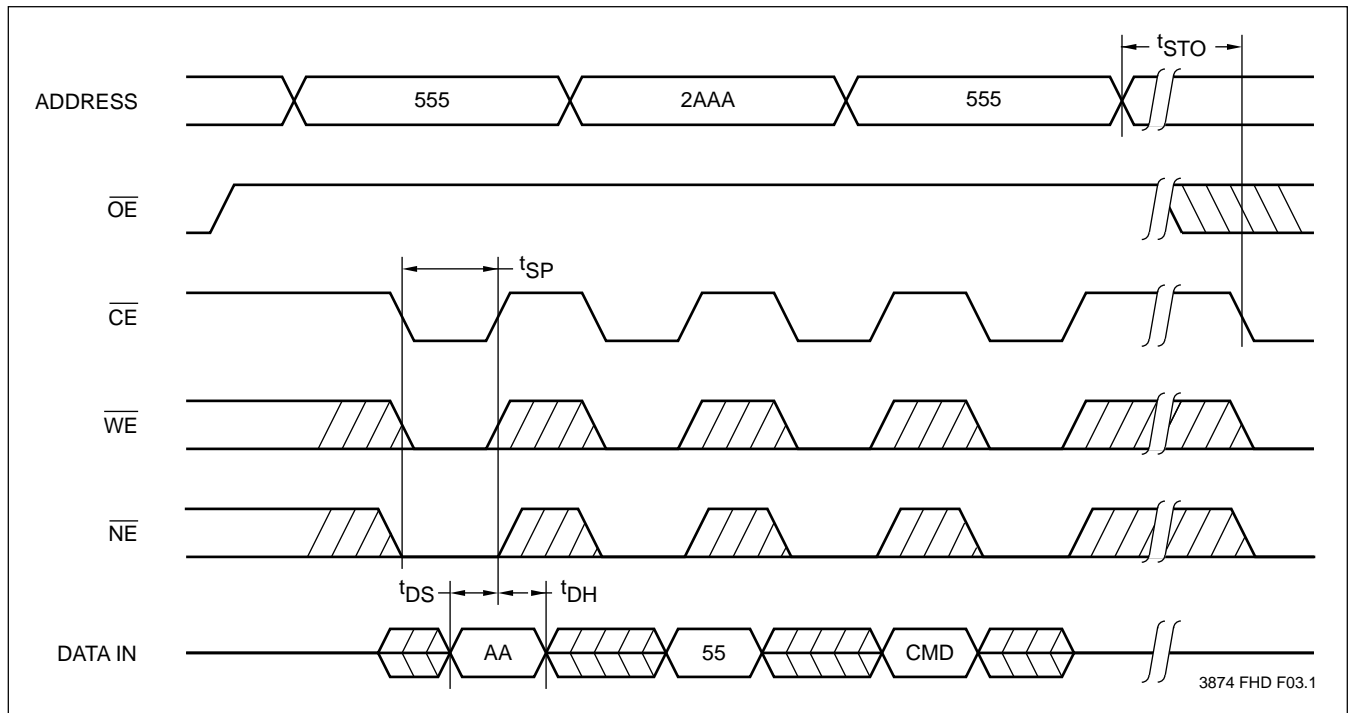 tSTO
ADDRESS 555 2AAA 555
OE
tSP
CE
WE
NE
tDS tDH
DATA IN AA 55 CMD
3874 FHD F03.1